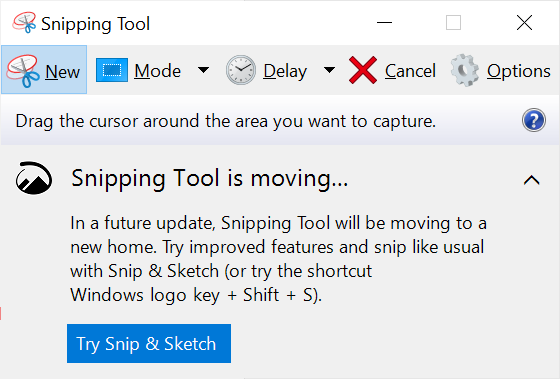 Snipping Tool
New Mode Delay Cancel Options
Drag the cursor around the area you want to capture.
Snipping Tool is moving...
In a future update, Snipping Tool will be moving to a
new home. Try improved features and snip like usual
with Snip & Sketch (or try the shortcut
Windows logo key + Shift + S).
Try Snip & Sketch